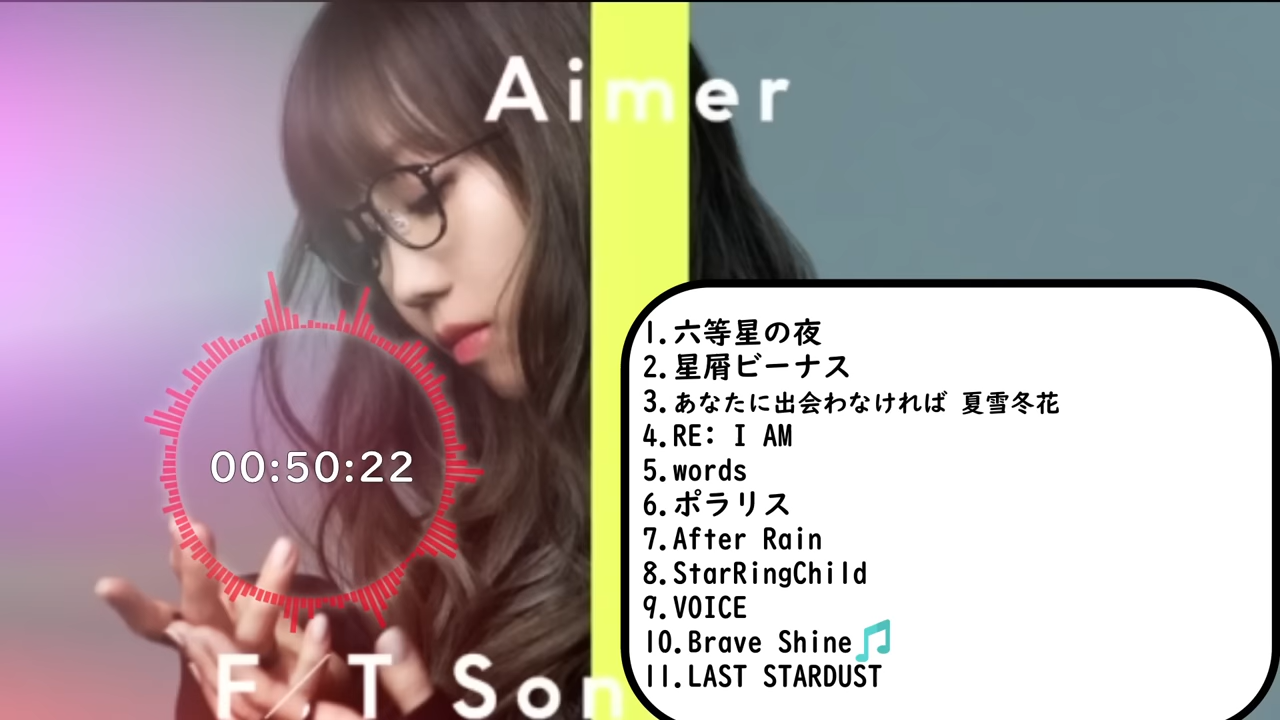 Aimer
1.六等星の夜
2.星屑ビーナス
3.あなたに出会わなければ 夏雪冬花
4.RE: I AM
00:50:22
5.words
6.ポラリス
7.After Rain
8.StarRingChild
9.VOICE
10.Brave Shine
11.LAST STARDUST
F/T Son